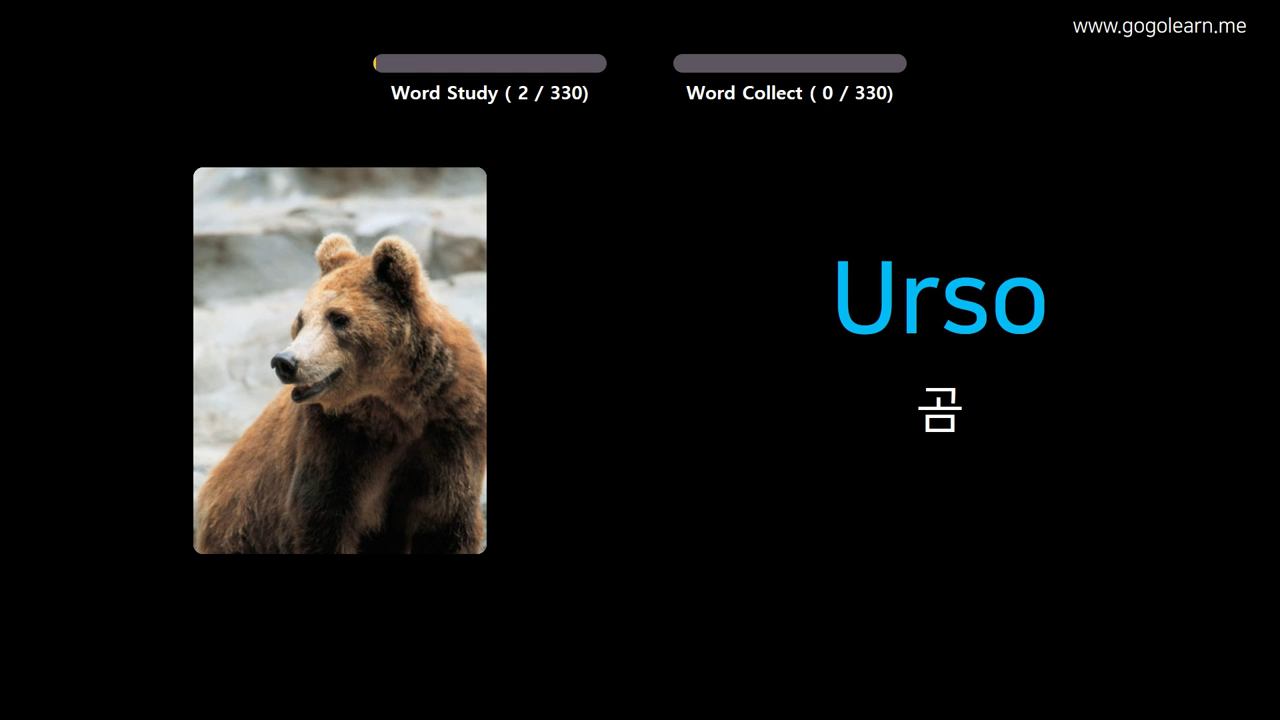 www.gogolearn.me
Word Study ( 2 / 330)
Word Collect ( 0 / 330)
Urso
곰